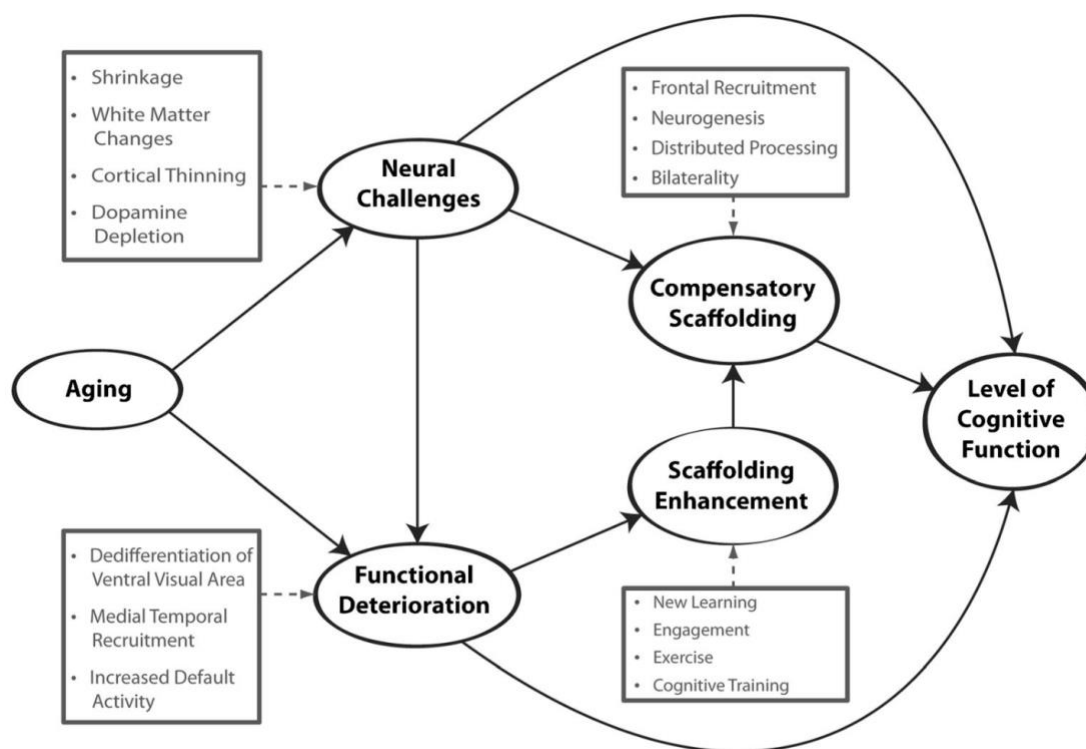 • Shrinkage
• White Matter
Changes
• Cortical Thinning
• Dopamine
Depletion
Neural
Challenges
• Frontal Recruitment
• Neurogenesis
• Distributed Processing
• Bilaterality
Compensatory
Scaffolding
Aging
Level of
Cognitive
Function
Scaffolding
Enhancement
• Dedifferentiation of
Ventral Visual Area
• Medial Temporal
Recruitment
• Increased Default
Activity
Functional
Deterioration
• New Learning
• Engagement
• Exercise
• Cognitive Training